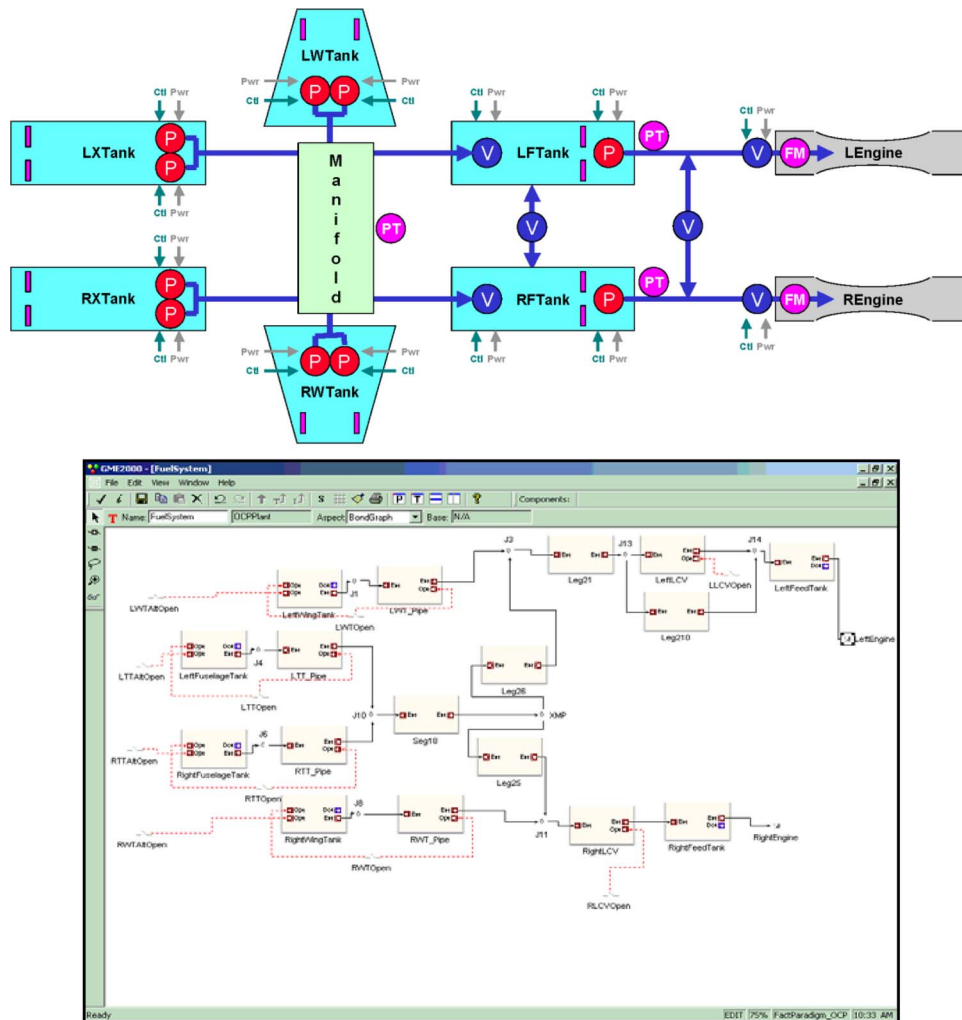 LWTank
P P
Pwr Pwr
Ctl Ctl
Ctl Pwr
LXTank
P
P
Ctl Pwr
Ctl Pwr
RXTank
P
P
Ctl Pwr
Manifold
PT
Pwr Pwr
Ctl Ctl
P P
RWTank
Ctl Pwr
Ctl Pwr
V
LFTank
P
PT
Ctl Pwr
V
FM
LEngine
V
V
V
RFTank
P
PT
V
FM
REngine
Ctl Pwr
Ctl Pwr
Ctl Pwr
GME2000 - [FuelSystem]
File Edit View Window Help
Components:
Name: FuelSystem OCPPlant Aspect: BondGraph Base: N/A
J3
J13
J14
Leg21
LeftLCV
LLCVOpen
LeftFeedTank
Leg210
LeftEngine
LWTAltOpen
LeftWingTank
J1
LWT_Pipe
LWTOpen
LTTAltOpen
LeftFuselageTank
J4
LTT_Pipe
LTTOpen
Leg26
J10
Seg18
XMP
J6
RTTAltOpen
RightFuselageTank
RTT_Pipe
RTTOpen
Leg25
RWTAltOpen
RightWingTank
J8
RWT_Pipe
RWTOpen
J11
RightLCV
RightFeedTank
RightEngine
RLCVOpen
Ready
EDIT 75% FactParadigm_OCP 10:33 AM